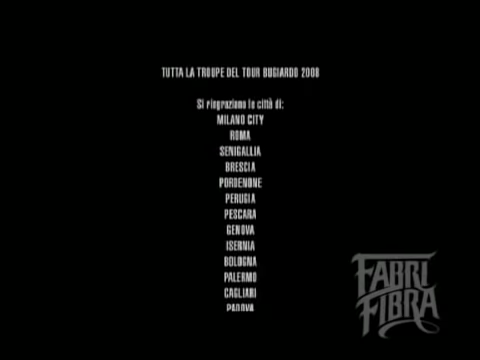 TUTTA LA TROUPE DEL TOUR BUGIARDO 2008
Si ringraziano le città di:
MILANO CITY
ROMA
SENIGALLIA
BRESCIA
PORDENONE
PERUGIA
PESCARA
GENOVA
ISERNIA
BOLOGNA
PALERMO
CAGLIARI
PADOVA
FABRI
FIBRA